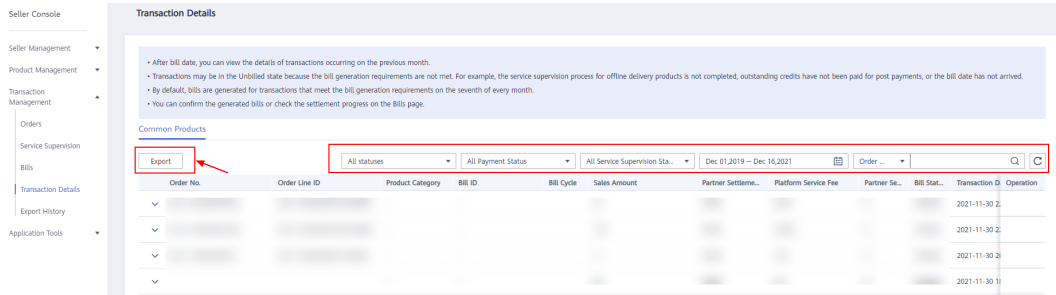 Seller Console
Transaction Details
Seller Management
Product Management
Transaction
Management
Orders
Service Supervision
Bills
Transaction Details
Export History
Application Tools
• After bill date, you can view the details of transactions occurring on the previous month.
• Transactions may be in the Unbilled state because the bill generation requirements are not met. For example, the service supervision process for offline delivery products is not completed, outstanding credits have not been paid for post payments, or the bill date has not arrived.
• By default, bills are generated for transactions that meet the bill generation requirements on the seventh of every month.
• You can confirm the generated bills or check the settlement progress on the Bills page.
Common Products
Export All statuses All Payment Status All Service Supervision Sta... Dec 01,2019 — Dec 16,2021 Order ...
Order No. Order Line ID Product Category Bill ID Bill Cycle Sales Amount Partner Settleme... Platform Service Fee Partner Se... Bill Stat... Transaction D Operation
2021-11-30 2
2021-11-30 2
2021-11-30 2
2021-11-30 1